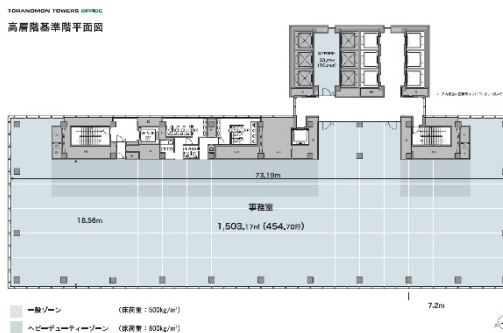 TORANOMON TOWERS OFFICE
高層階基準階平面図
73.19m
18.56m
事務室
1,503.17㎡ (454.70坪)
7.2m
一般ゾーン (床荷重：500kg/㎡)
ヘビーデューティーゾーン (床荷重：800kg/㎡)